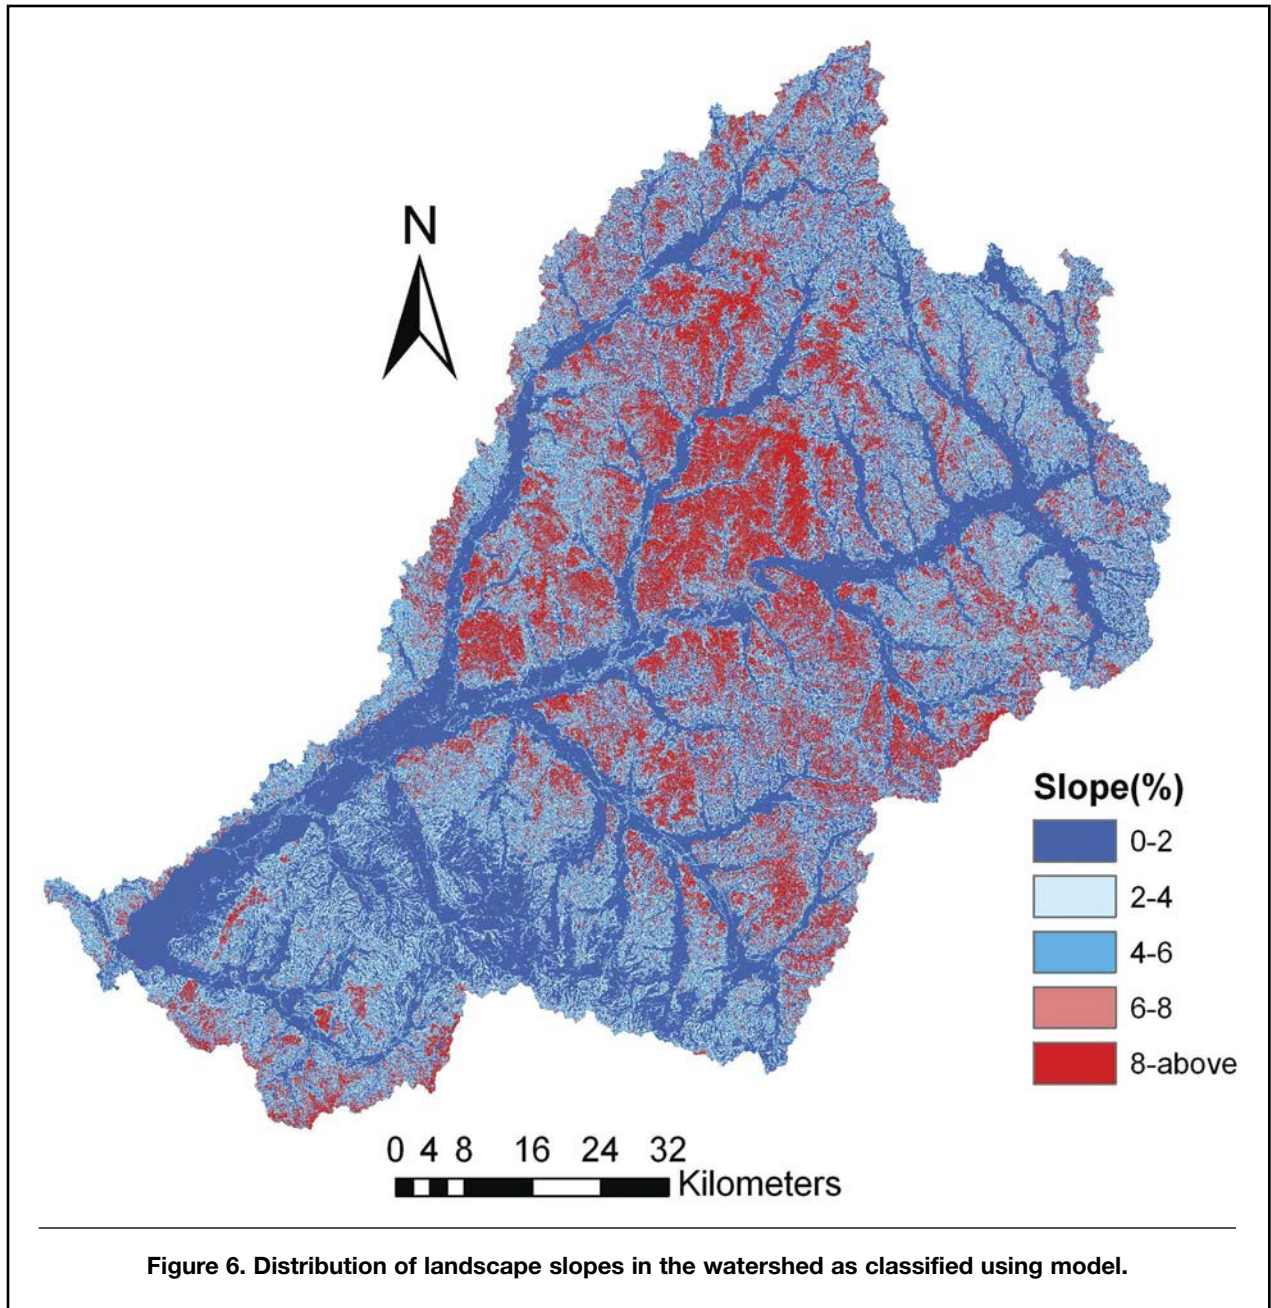 N
Slope(%)
0-2
2-4
4-6
6-8
8-above
0 4 8 16 24 32
Kilometers
Figure 6. Distribution of landscape slopes in the watershed as classified using model.